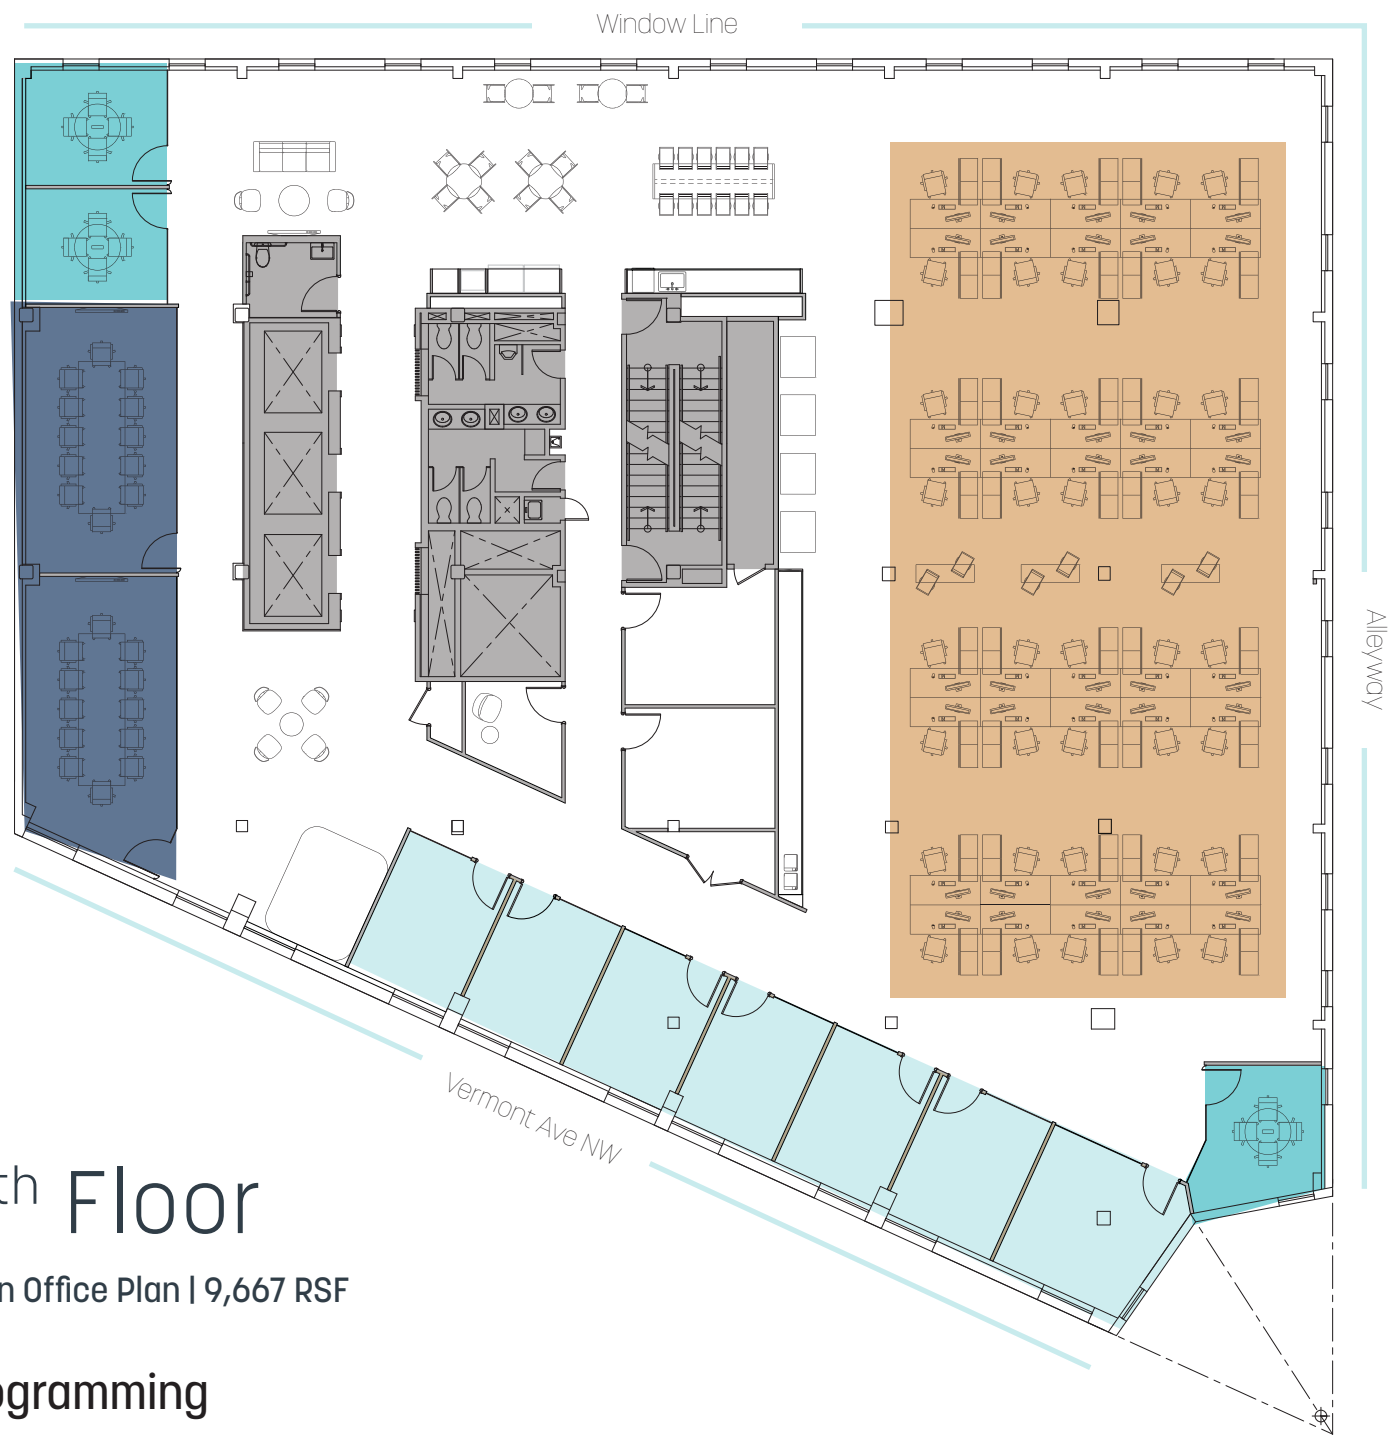 Window Line
Alleyway
Vermont Ave NW
th Floor
n Office Plan | 9,667 RSF
ogramming